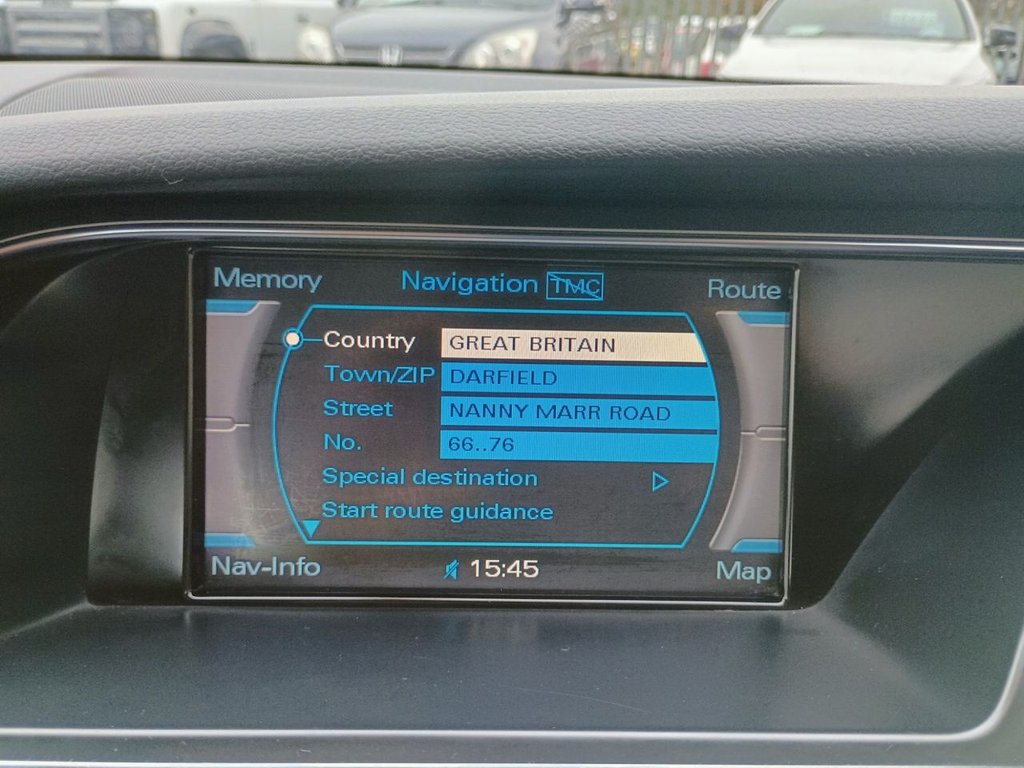 Memory Navigation TMC Route
Country GREAT BRITAIN
Town/ZIP DARFIELD
Street NANNY MARR ROAD
No. 66..76
Special destination
Start route guidance
Nav-Info 15:45 Map